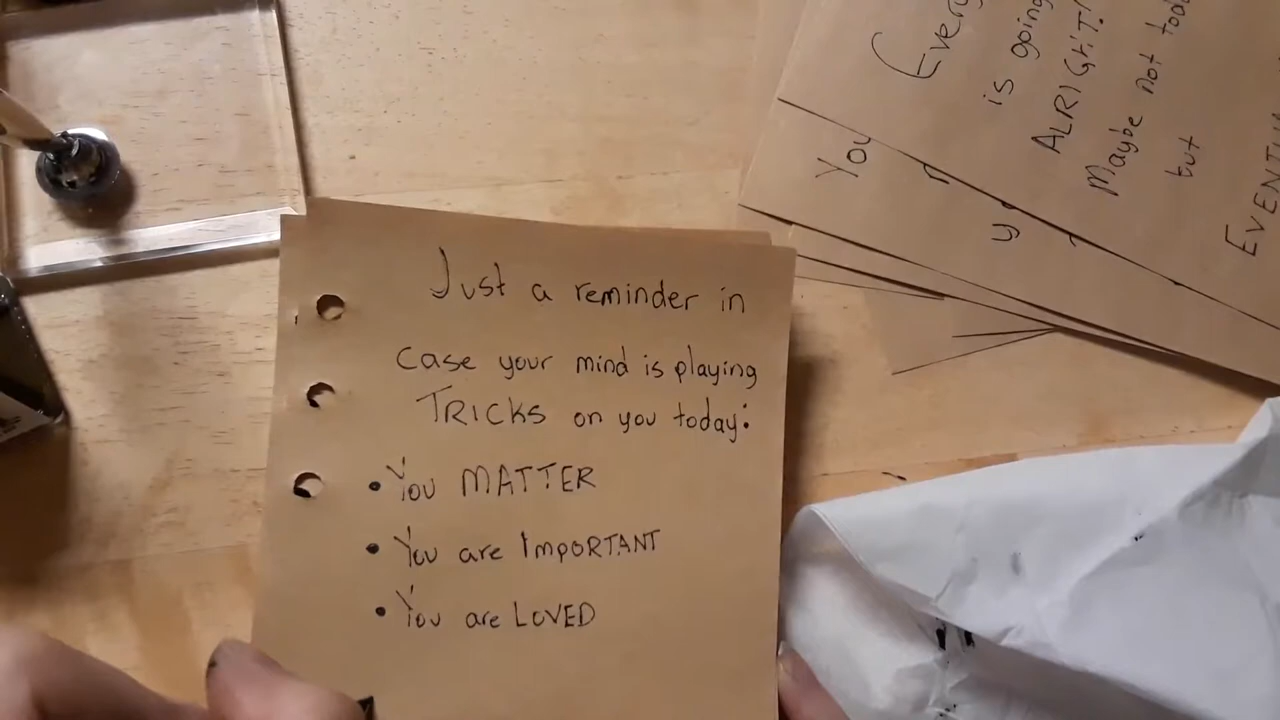 Just a reminder in
case your mind is playing
TRICKS on you today:
• You MATTER
• You are IMPORTANT
• You are LOVED
is going
ALRIGHT!
Maybe not
but
You
y